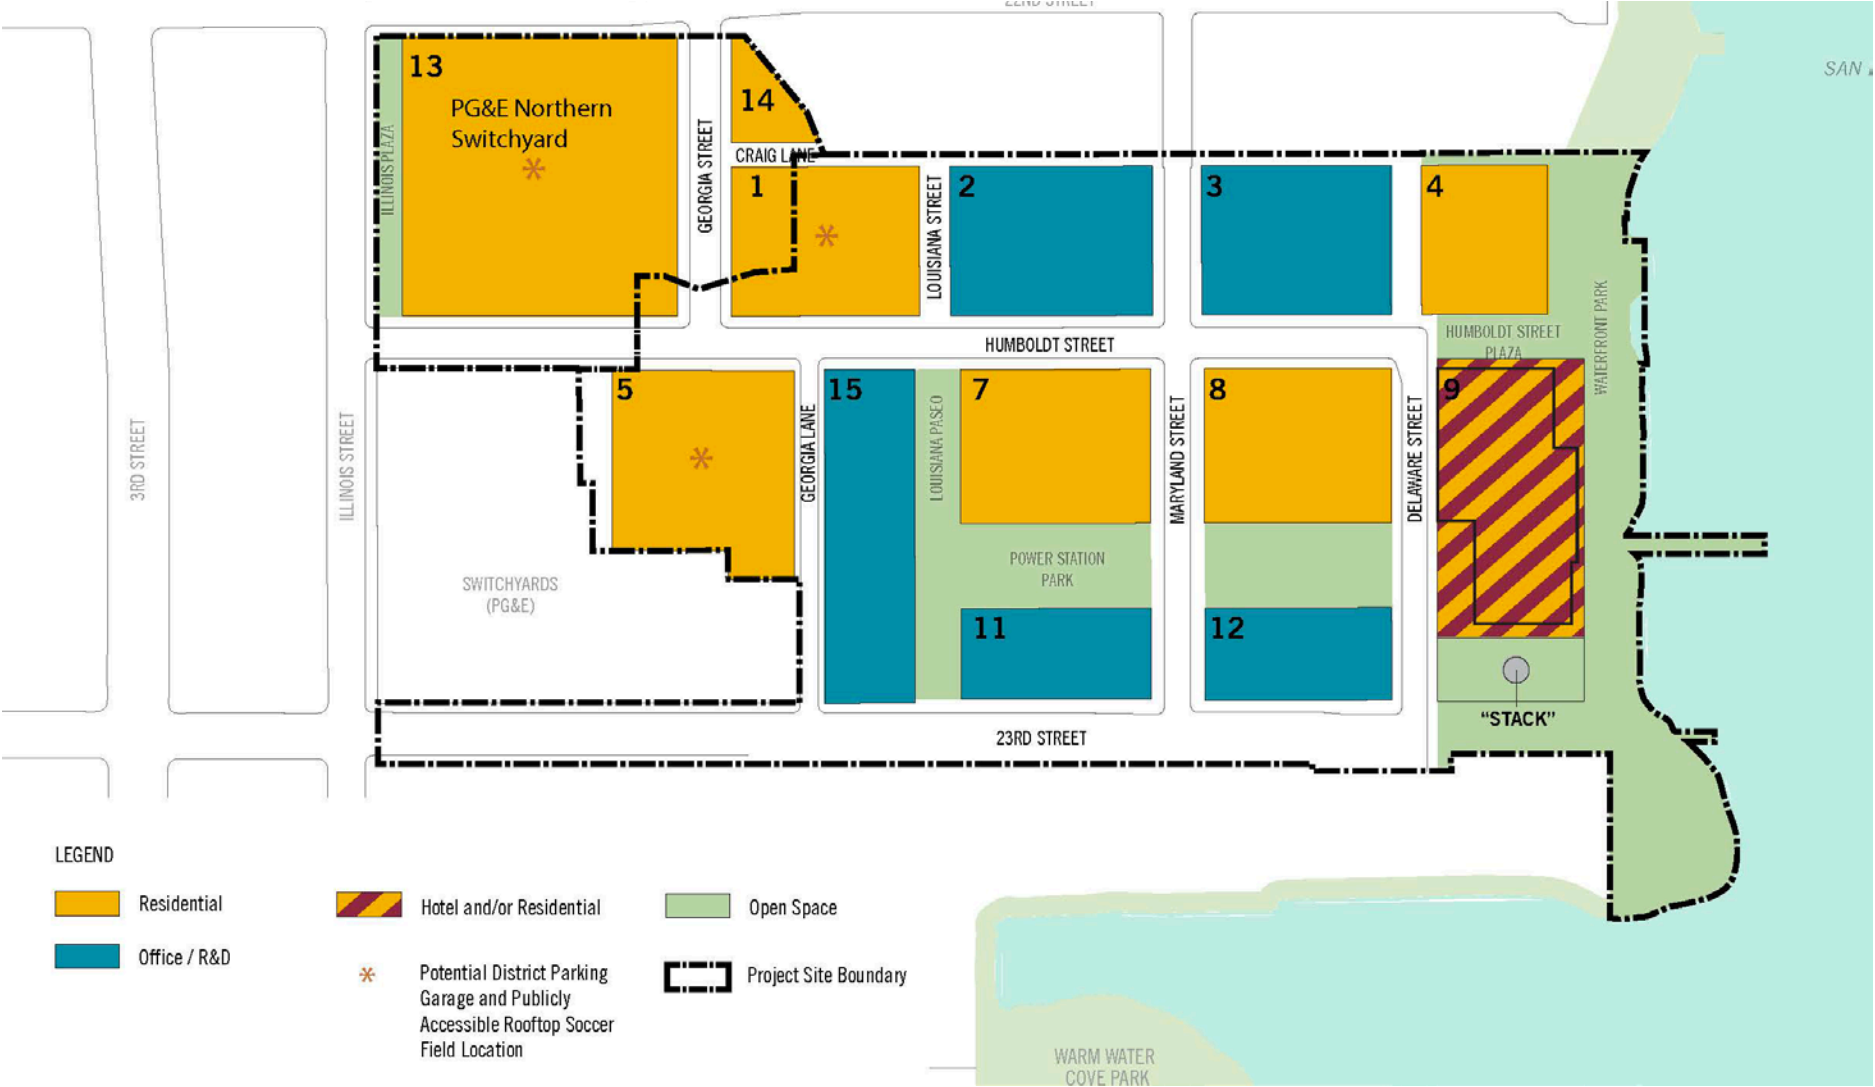 22ND STREET
SAN
13
PG&E Northern
Switchyard
ILLINOIS PLAZA
GEORGIA STREET
14
CRAIG LANE
1
LOUISIANA STREET
2
3
4
HUMBOLDT STREET
HUMBOLDT STREET
PLAZA
WATERFRONT PARK
3RD STREET
ILLINOIS STREET
5
GEORGIA LANE
15
LOUISIANA PASEO
7
MARYLAND STREET
8
DELAWARE STREET
9
SWITCHYARDS
(PG&E)
POWER STATION
PARK
11
12
"STACK"
23RD STREET
LEGEND
Residential
Office / R&D
Hotel and/or Residential
Potential District Parking
Garage and Publicly
Accessible Rooftop Soccer
Field Location
Open Space
Project Site Boundary
WARM WATER
COVE PARK